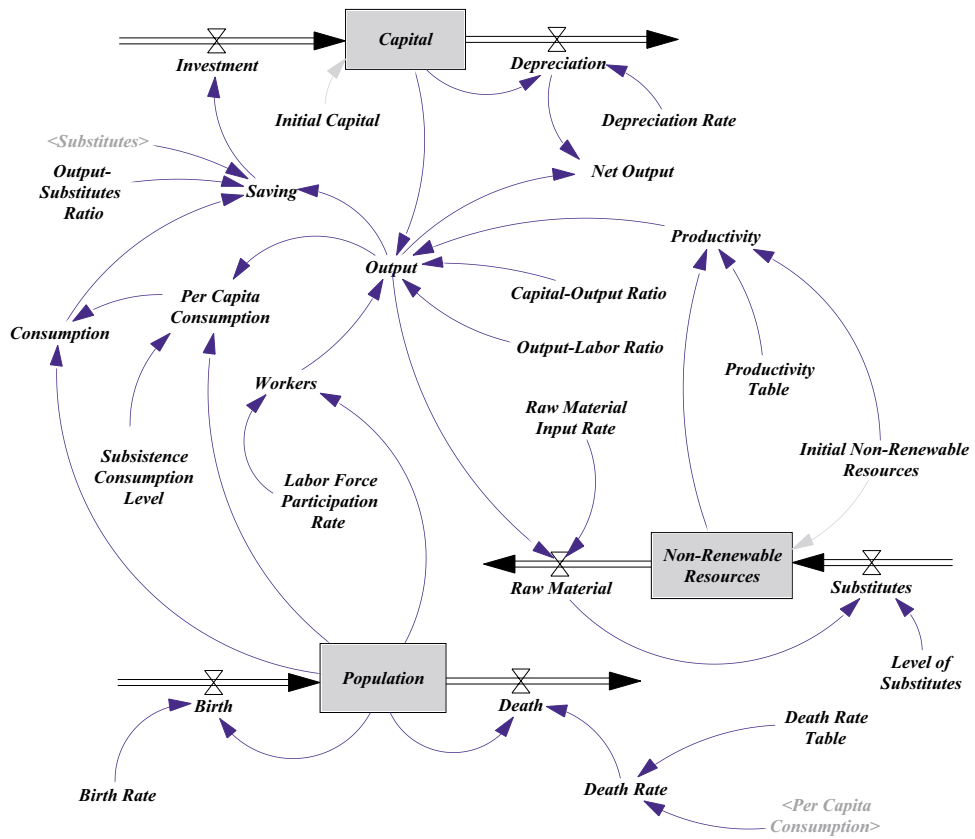 Capital
Investment
Depreciation
Initial Capital
Depreciation Rate
<Substitutes>
Output-
Substitutes
Ratio
Saving
Net Output
Productivity
Output
Capital-Output Ratio
Per Capita
Consumption
Consumption
Output-Labor Ratio
Workers
Productivity
Table
Raw Material
Input Rate
Subsistence
Consumption
Level
Labor Force
Participation
Rate
Initial Non-Renewable
Resources
Non-Renewable
Resources
Raw Material
Substitutes
Level of
Substitutes
Population
Birth
Death
Death Rate
Table
Birth Rate
Death Rate
<Per Capita
Consumption>